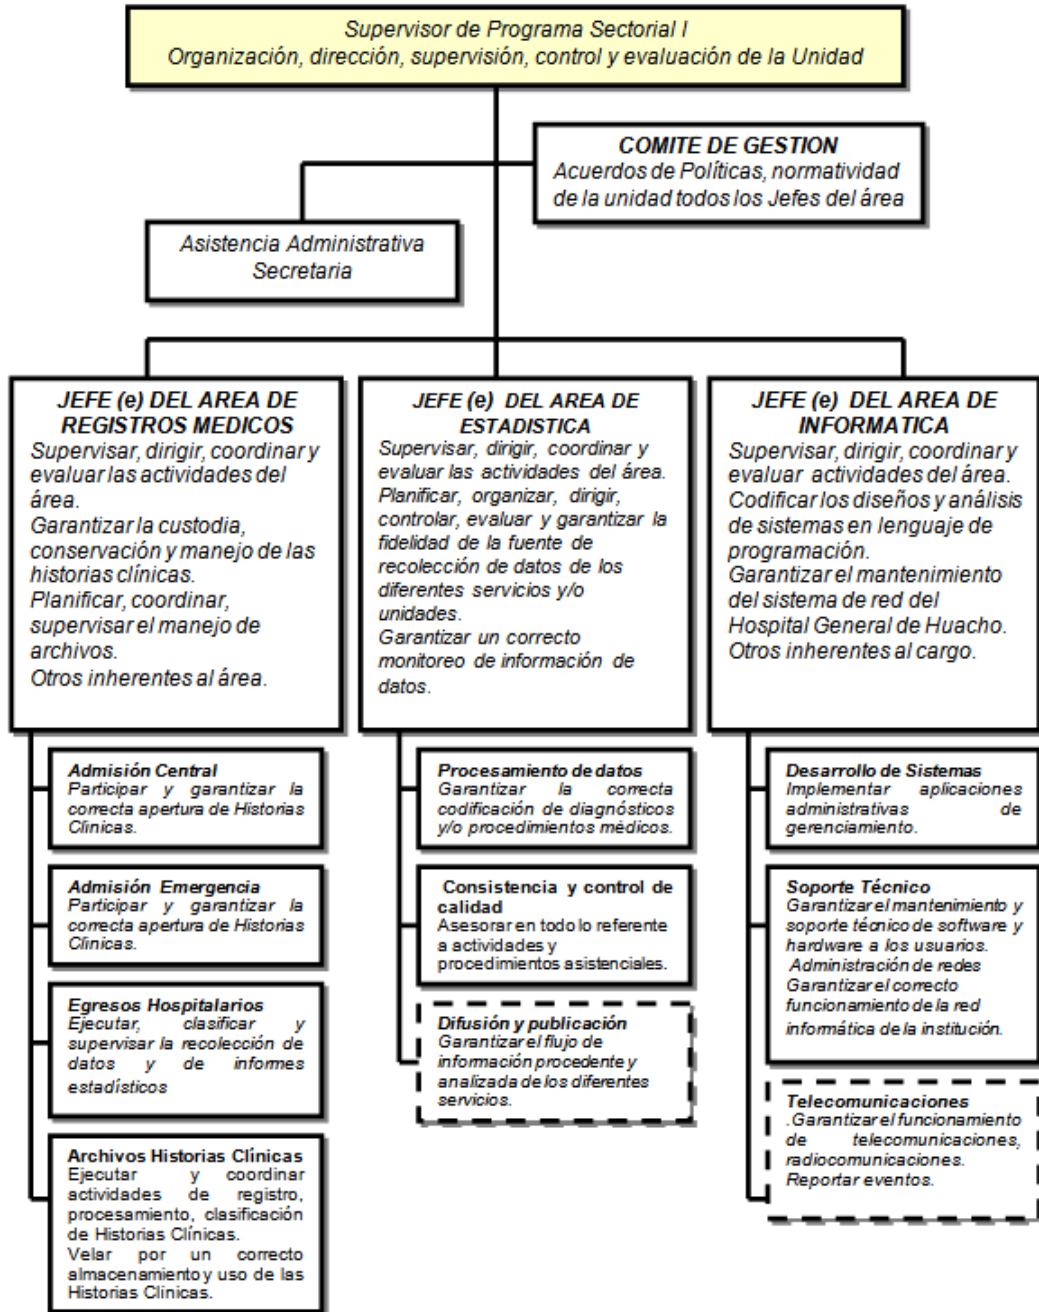 Supervisor de Programa Sectorial I
Organización, dirección, supervisión, control y evaluación de la Unidad
COMITE DE GESTION
Acuerdos de Políticas, normatividad
de la unidad todos los Jefes del área
Asistencia Administrativa
Secretaria
JEFE (e) DEL AREA DE
REGISTROS MEDICOS
Supervisar, dirigir, coordinar y
evaluar las actividades del
área.
Garantizar la custodia,
conservación y manejo de las
historias clínicas.
Planificar, coordinar,
supervisar el manejo de
archivos.
Otros inherentes al área.
JEFE (e) DEL AREA DE
ESTADISTICA
Supervisar, dirigir, coordinar y
evaluar las actividades del área.
Planificar, organizar, dirigir,
controlar, evaluar y garantizar la
fidelidad de la fuente de
recolección de datos de los
diferentes servicios y/o
unidades.
Garantizar un correcto
monitoreo de información de
datos.
JEFE (e) DEL AREA DE
INFORMATICA
Supervisar, dirigir, coordinar y
evaluar actividades del área.
Codificar los diseños y análisis
de sistemas en lenguaje de
programación.
Garantizar el mantenimiento
del sistema de red del
Hospital General de Huacho.
Otros inherentes al cargo.
Admisión Central
Participar y garantizar la
correcta apertura de Historias
Clínicas.
Admisión Emergencia
Participar y garantizar la
correcta apertura de Historias
Clínicas.
Egresos Hospitalarios
Ejecutar, clasificar y
supervisar la recolección de
datos y de informes
estadísticos
Archivos Historias Clínicas
Ejecutar y coordinar
actividades de registro,
procesamiento, clasificación
de Historias Clínicas.
Velar por un correcto
almacenamiento y uso de las
Historias Clínicas.
Procesamiento de datos
Garantizar la correcta
codificación de diagnósticos
y/o procedimientos médicos.
Consistencia y control de
calidad
Asesorar en todo lo referente
a actividades y
procedimientos asistenciales.
Difusión y publicación
Garantizar el flujo de
información procedente y
analizada de los diferentes
servicios.
Desarrollo de Sistemas
Implementar aplicaciones
administrativas de
gerenciamiento.
Soporte Técnico
Garantizar el mantenimiento y
soporte técnico de software y
hardware a los usuarios.
Administración de redes
Garantizar el correcto
funcionamiento de la red
informática de la institución.
Telecomunicaciones
.Garantizar el funcionamiento
de telecomunicaciones,
radiocomunicaciones.
Reportar eventos.